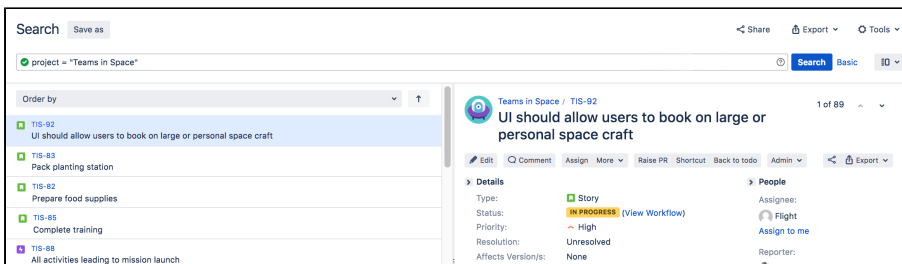 Search Save as Share Export Tools
project = "Teams in Space" Search Basic
Order by
TIS-92
UI should allow users to book on large or personal space craft
TIS-83
Pack planting station
TIS-82
Prepare food supplies
TIS-85
Complete training
TIS-88
All activities leading to mission launch
Teams in Space / TIS-92 1 of 89
UI should allow users to book on large or
personal space craft
Edit Comment Assign More Raise PR Shortcut Back to todo Admin Export
Details
Type: Story
Status: IN PROGRESS (View Workflow)
Priority: High
Resolution: Unresolved
Affects Version/s: None
People
Assignee:
Flight
Assign to me
Reporter: